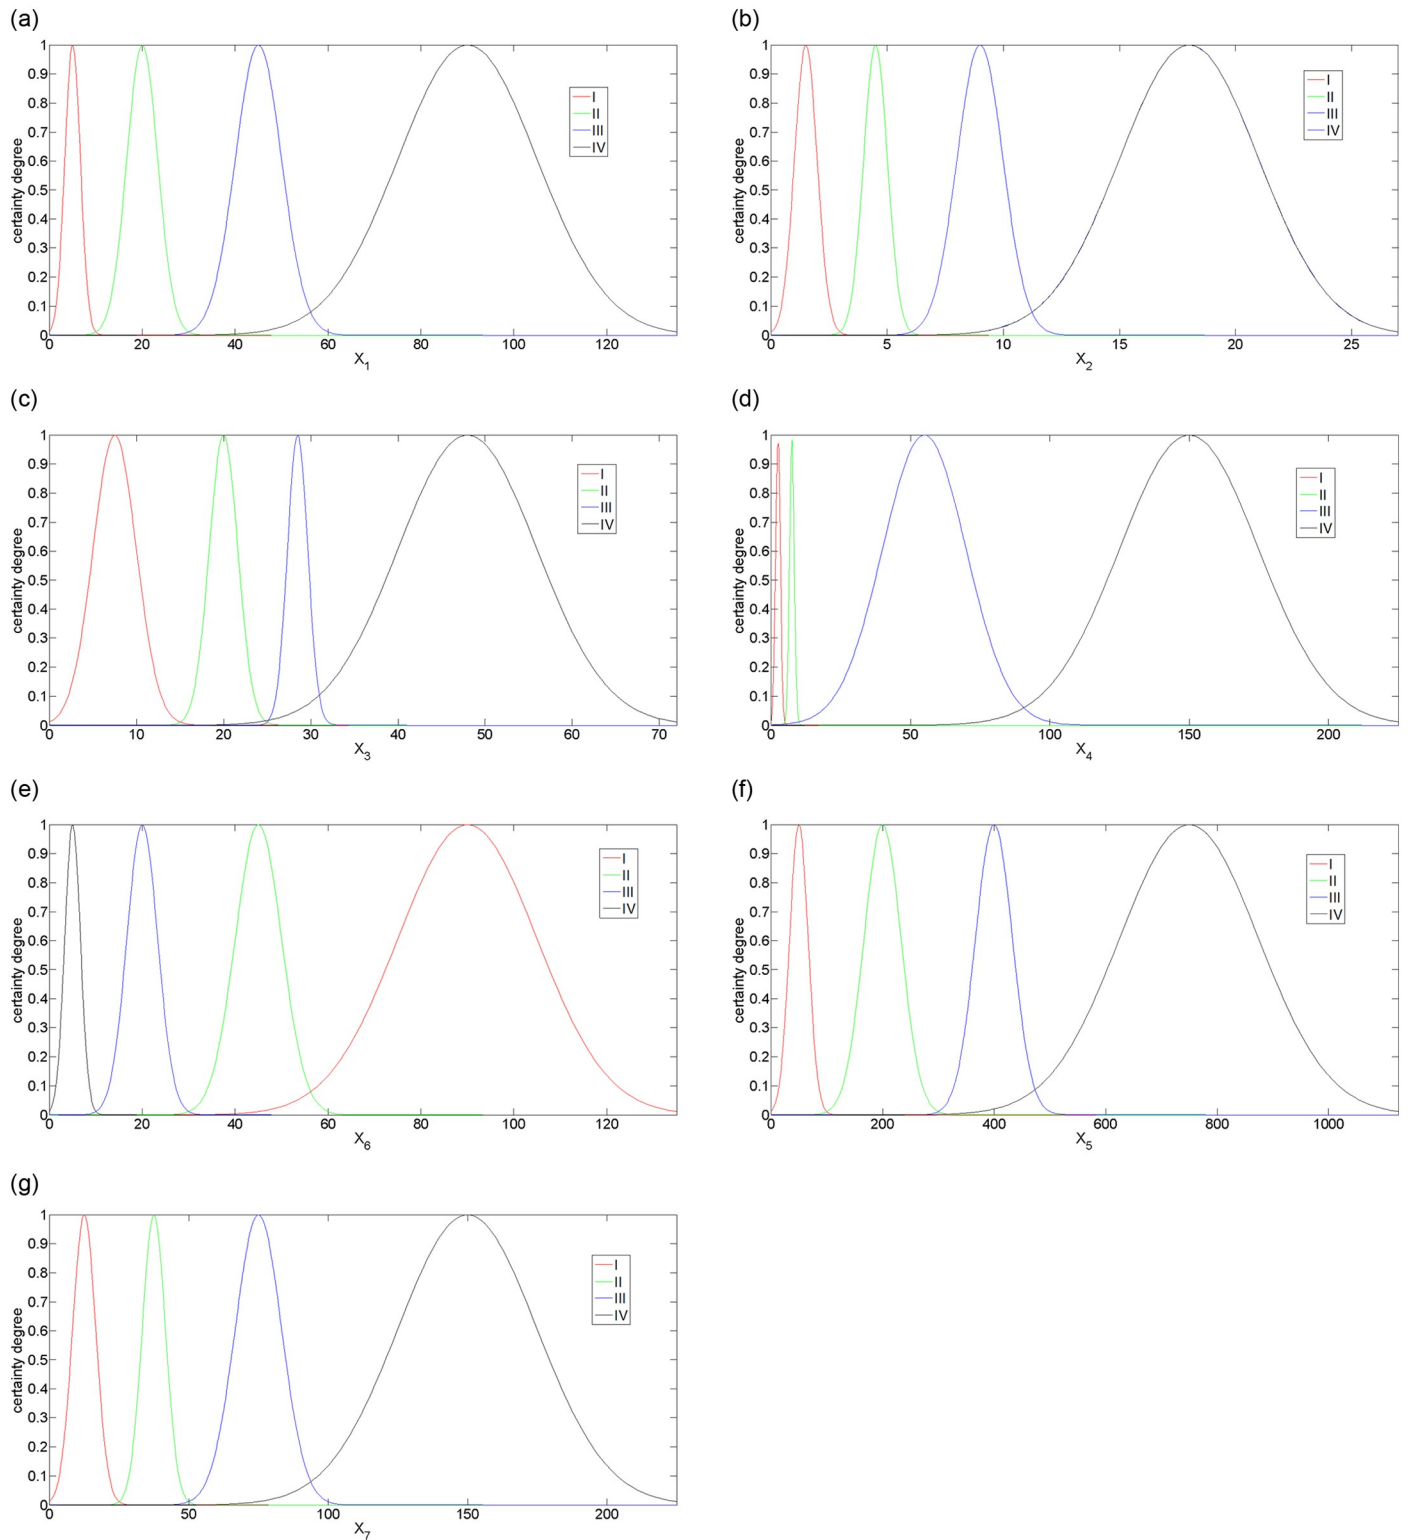 (a)
1
0.9
0.8
0.7
0.6
0.5
0.4
0.3
0.2
0.1
0
certainty degree
I
II
III
IV
0 20 40 60 80 100 120
X1
(b)
1
0.9
0.8
0.7
0.6
0.5
0.4
0.3
0.2
0.1
0
certainty degree
I
II
III
IV
0 5 10 15 20 25
X2
(c)
1
0.9
0.8
0.7
0.6
0.5
0.4
0.3
0.2
0.1
0
certainty degree
I
II
III
IV
0 10 20 30 40 50 60 70
X3
(d)
1
0.9
0.8
0.7
0.6
0.5
0.4
0.3
0.2
0.1
0
certainty degree
I
II
III
IV
0 50 100 150 200
X4
(e)
1
0.9
0.8
0.7
0.6
0.5
0.4
0.3
0.2
0.1
0
certainty degree
I
II
III
IV
0 20 40 60 80 100 120
X6
(f)
1
0.9
0.8
0.7
0.6
0.5
0.4
0.3
0.2
0.1
0
certainty degree
I
II
III
IV
0 200 400 600 800 1000
X5
(g)
1
0.9
0.8
0.7
0.6
0.5
0.4
0.3
0.2
0.1
0
certainty degree
I
II
III
IV
0 50 100 150 200
X7